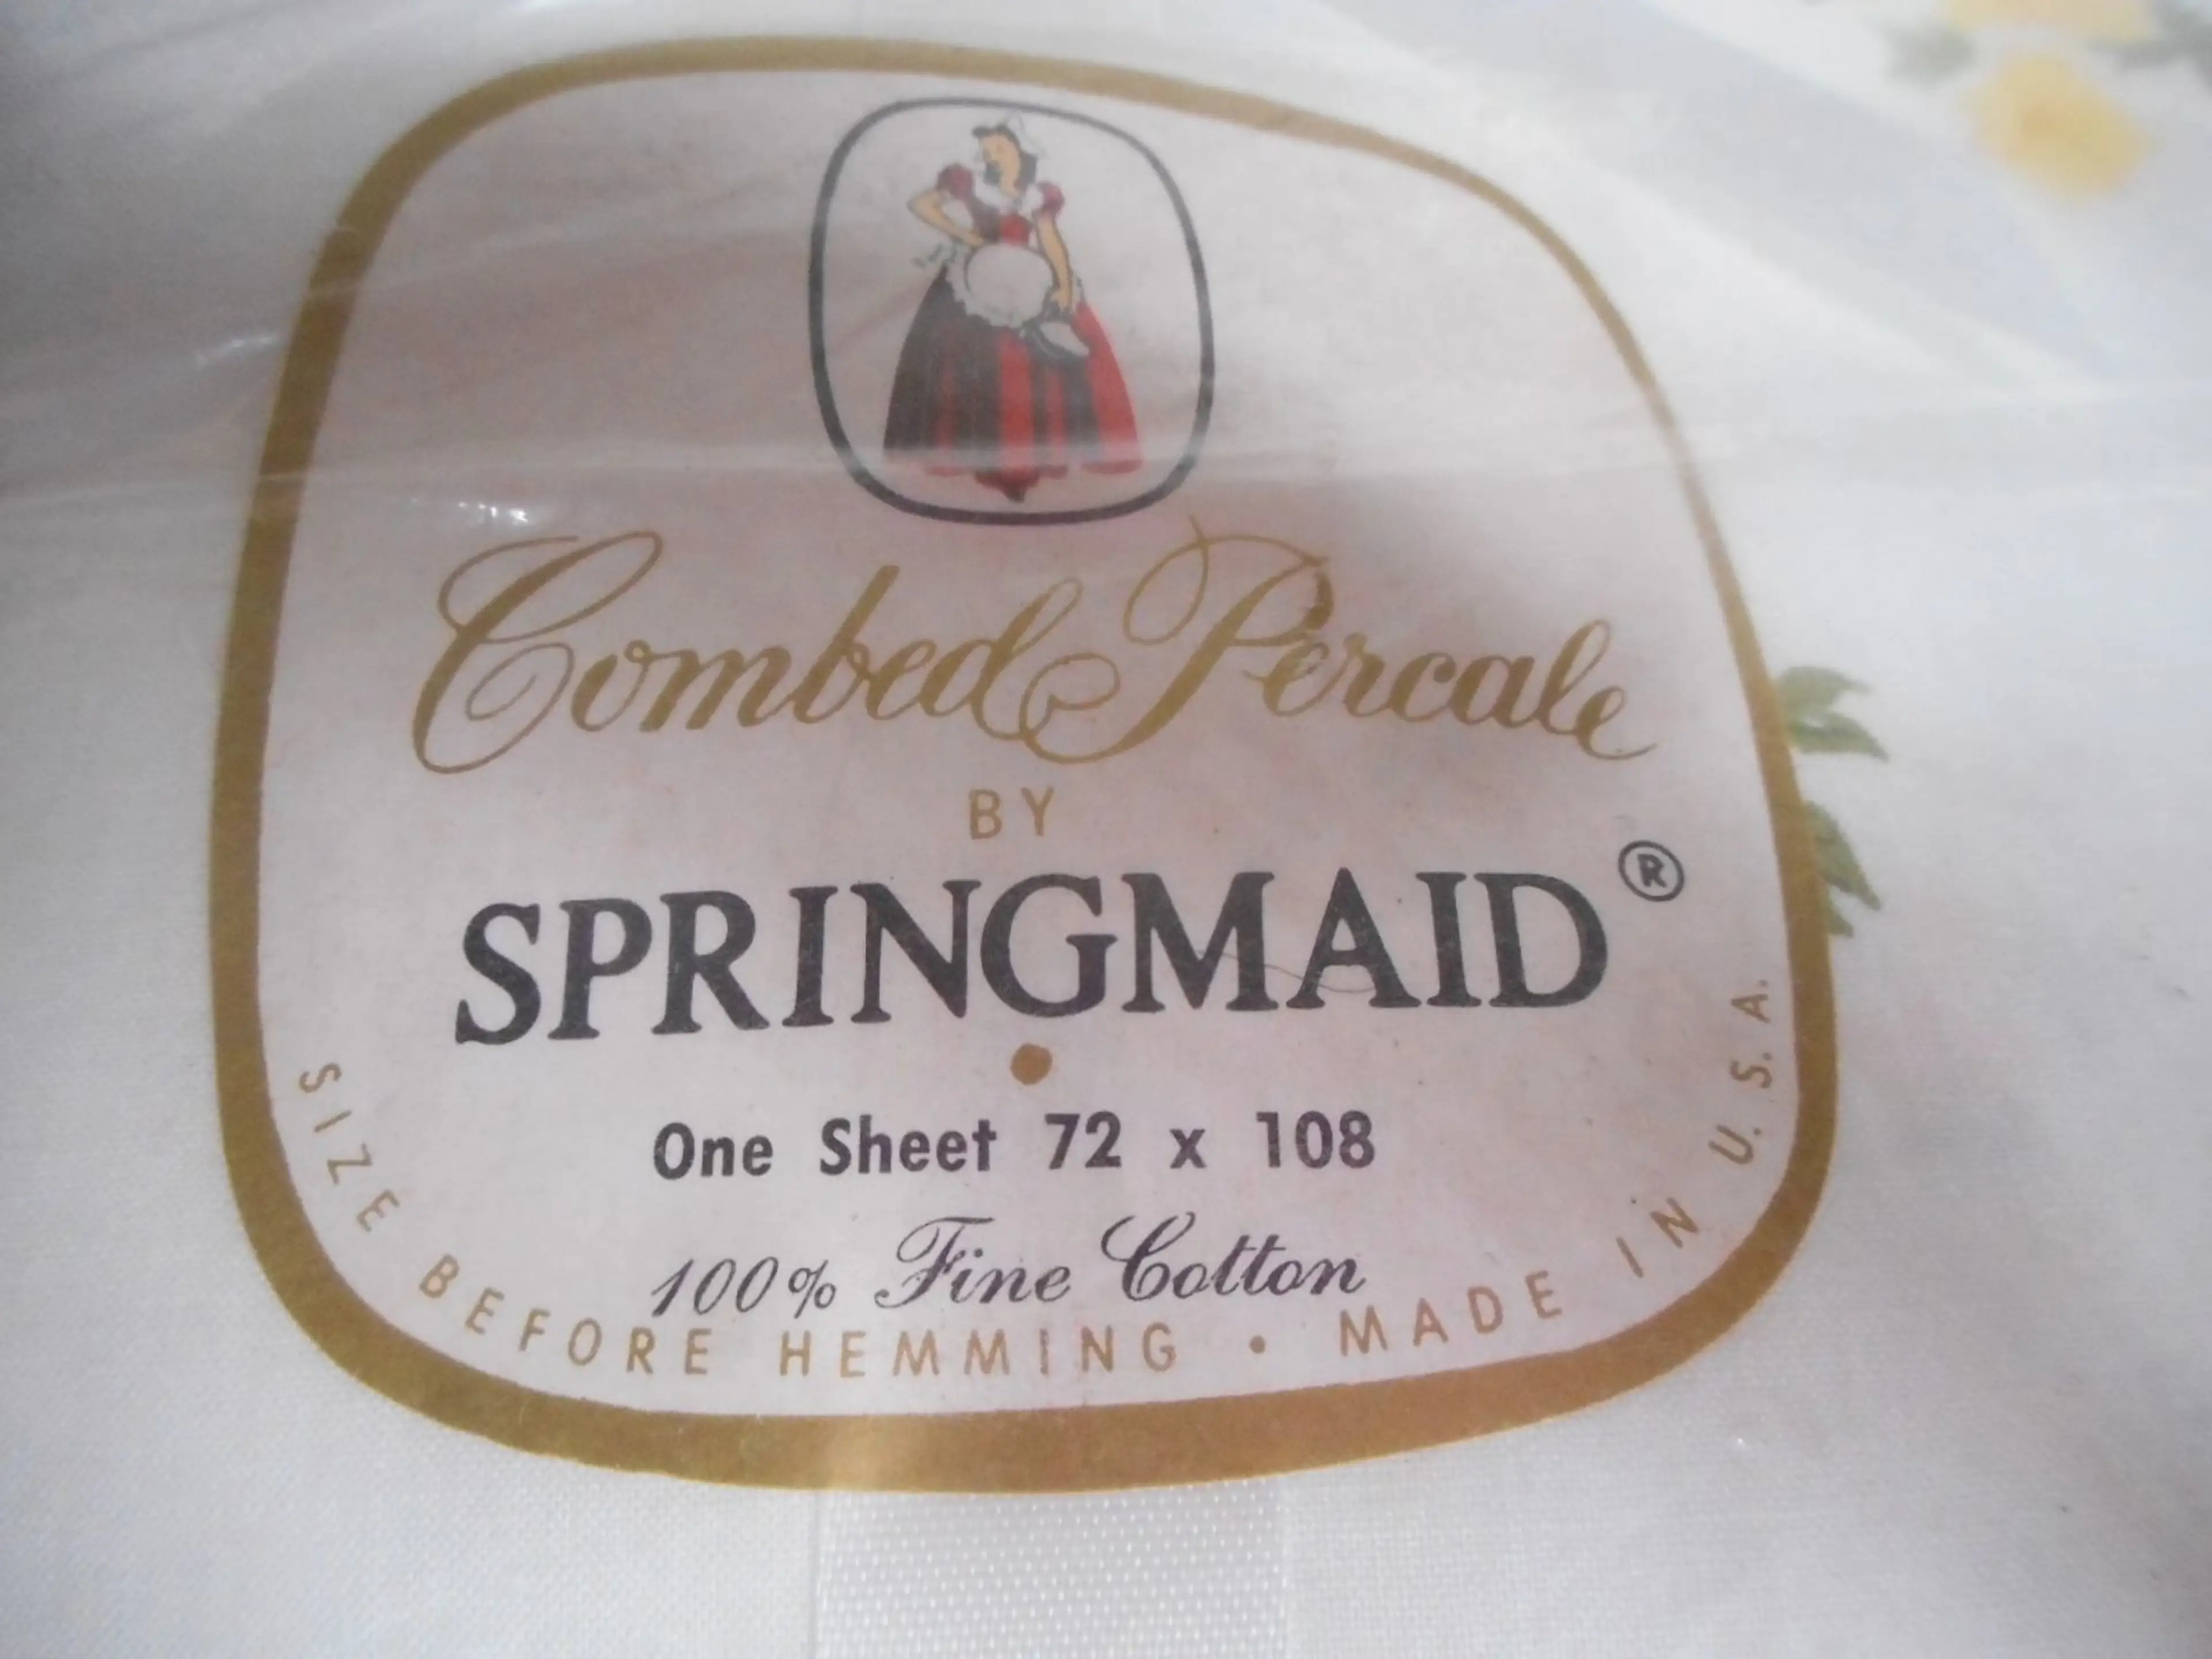 Combed Percale
BY
SPRINGMAID ®
One Sheet 72 x 108
100% Fine Cotton
SIZE BEFORE HEMMING • MADE IN U.S.A.